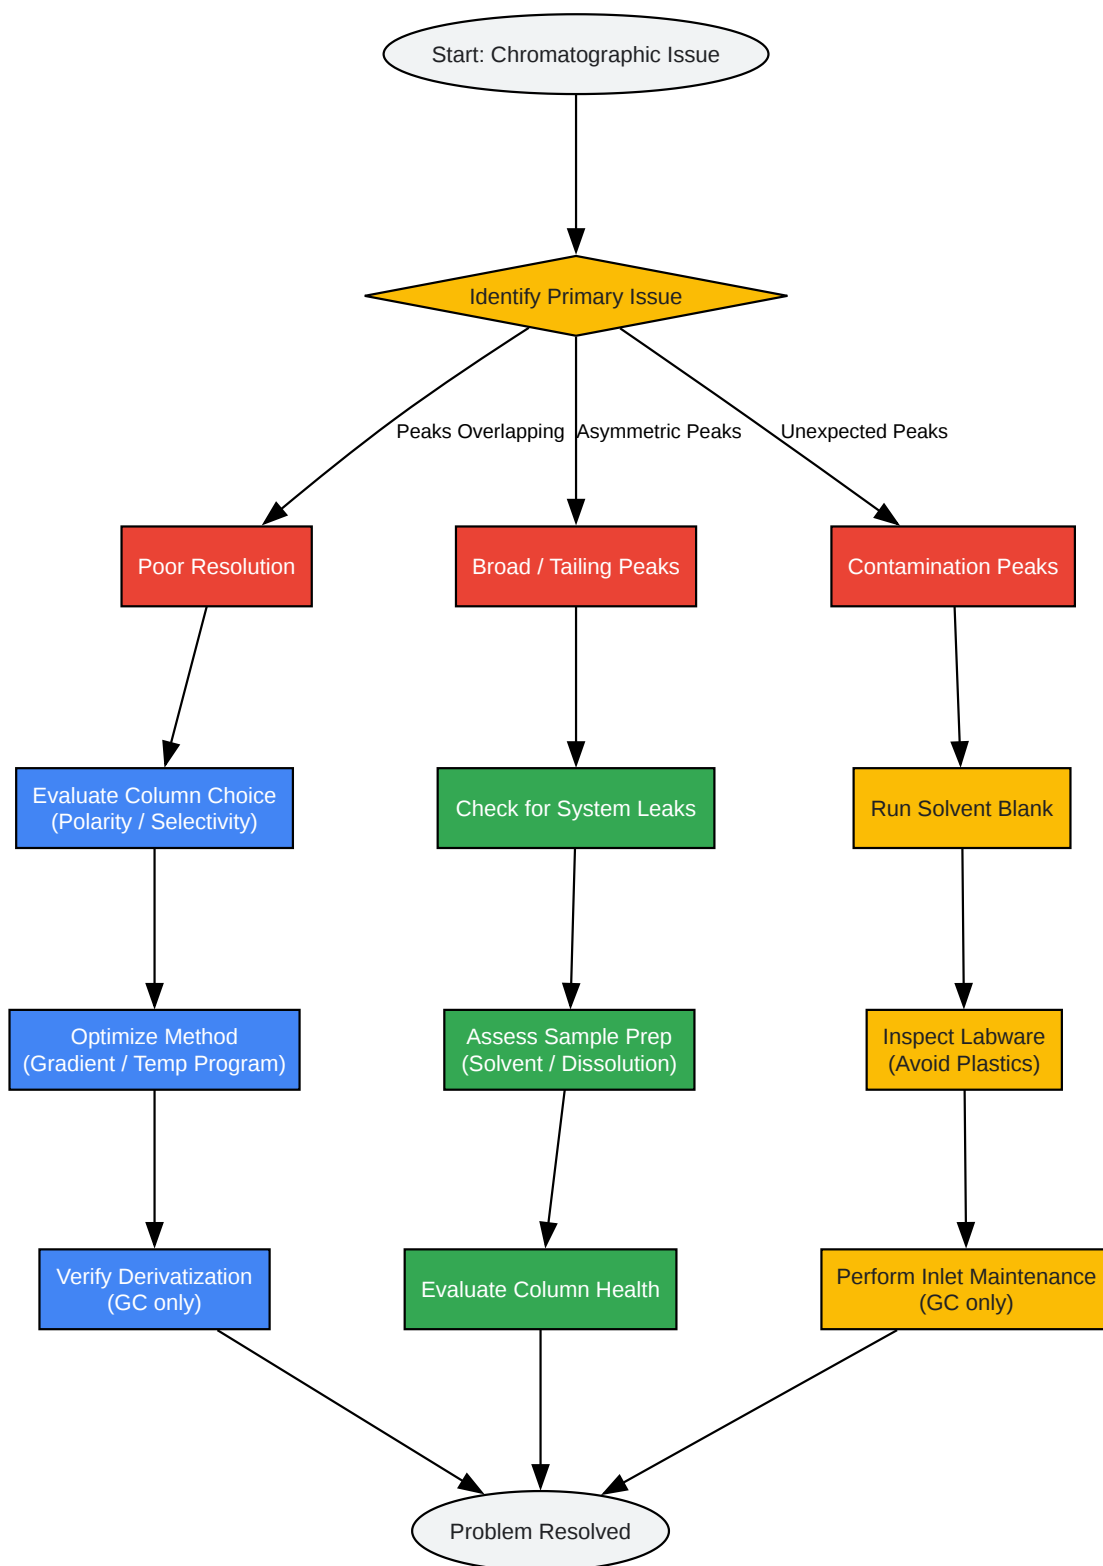 Start: Chromatographic Issue
Identify Primary Issue
Peaks Overlapping
Asymmetric Peaks
Unexpected Peaks
Poor Resolution
Broad / Tailing Peaks
Contamination Peaks
Evaluate Column Choice
(Polarity / Selectivity)
Check for System Leaks
Run Solvent Blank
Optimize Method
(Gradient / Temp Program)
Assess Sample Prep
(Solvent / Dissolution)
Inspect Labware
(Avoid Plastics)
Verify Derivatization
(GC only)
Evaluate Column Health
Perform Inlet Maintenance
(GC only)
Problem Resolved